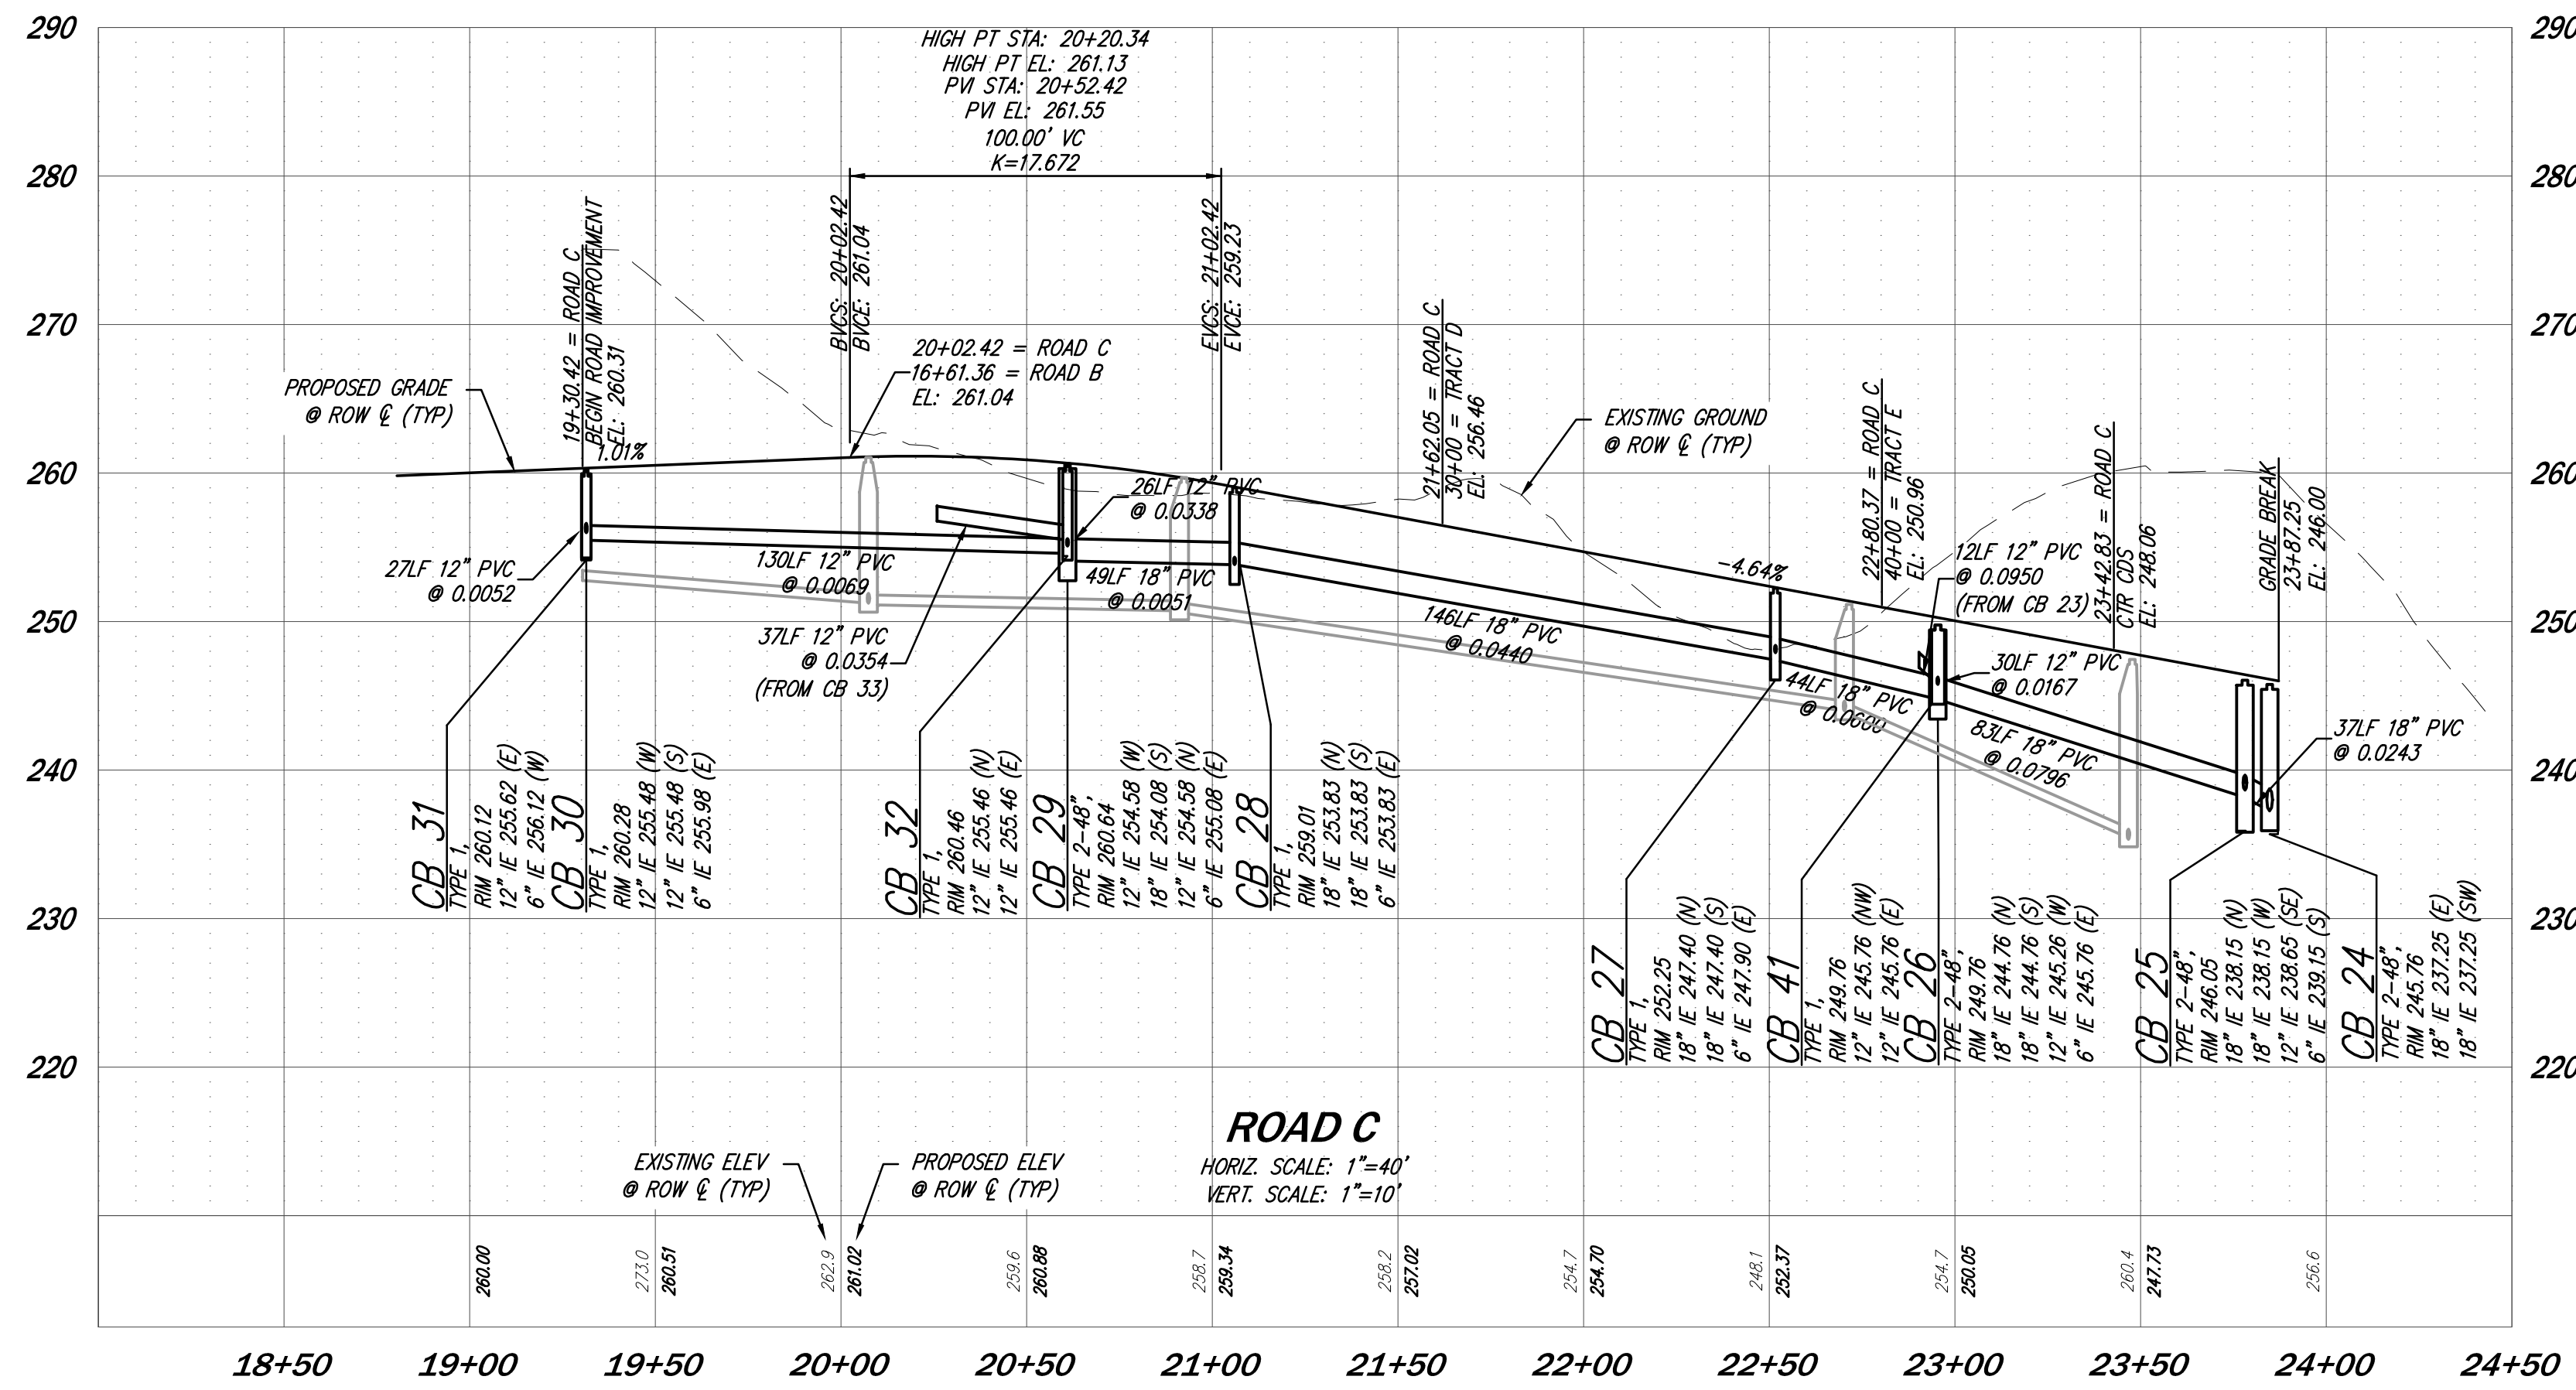 290
280
270
260
250
240
230
220
290
280
270
260
250
240
230
220
HIGH PT STA: 20+20.34
HIGH PT EL: 261.13
PVI STA: 20+52.42
PVI EL: 261.55
100.00' VC
K=17.672
BVCS: 20+02.42
BVCE: 261.04
EVCS: 21+02.42
EVCE: 259.23
19+30.42 = ROAD C
BEGIN ROAD IMPROVEMENT
EL: 260.31
1.01%
PROPOSED GRADE
@ ROW ℄ (TYP)
20+02.42 = ROAD C
16+61.36 = ROAD B
EL: 261.04
21+62.05 = ROAD C
30+00 = TRACT D
EL: 256.46
EXISTING GROUND
@ ROW ℄ (TYP)
-4.64%
22+80.37 = ROAD C
40+00 = TRACT E
EL: 250.96
23+42.83 = ROAD C
CTR CDS
EL: 248.06
GRADE BREAK
23+87.25
EL: 246.00
27LF 12" PVC
@ 0.0052
130LF 12" PVC
@ 0.0069
37LF 12" PVC
@ 0.0354
(FROM CB 33)
26LF 12" PVC
@ 0.0338
49LF 18" PVC
@ 0.0051
146LF 18" PVC
@ 0.0440
44LF 18" PVC
@ 0.0600
12LF 12" PVC
@ 0.0950
(FROM CB 23)
30LF 12" PVC
@ 0.0167
83LF 18" PVC
@ 0.0796
37LF 18" PVC
@ 0.0243
CB 31
TYPE 1,
RIM 260.12
12" IE 255.62 (E)
6" IE 256.12 (W)
CB 30
TYPE 1,
RIM 260.28
12" IE 255.48 (W)
12" IE 255.48 (S)
6" IE 255.98 (E)
CB 32
TYPE 1,
RIM 260.46
12" IE 255.46 (N)
12" IE 255.46 (E)
CB 29
TYPE 2-48",
RIM 260.64
12" IE 254.58 (W)
18" IE 254.08 (S)
12" IE 254.58 (N)
6" IE 255.08 (E)
CB 28
TYPE 1,
RIM 259.01
18" IE 253.83 (N)
18" IE 253.83 (S)
6" IE 253.83 (E)
CB 27
TYPE 1,
RIM 252.25
18" IE 247.40 (N)
18" IE 247.40 (S)
6" IE 247.90 (E)
CB 41
TYPE 1,
RIM 249.76
12" IE 245.76 (NW)
12" IE 245.76 (E)
CB 26
TYPE 2-48",
RIM 249.76
18" IE 244.76 (N)
18" IE 244.76 (S)
12" IE 245.26 (W)
6" IE 245.76 (E)
CB 25
TYPE 2-48",
RIM 246.05
18" IE 238.15 (N)
18" IE 238.15 (W)
12" IE 238.65 (SE)
6" IE 239.15 (S)
CB 24
TYPE 2-48",
RIM 245.76
18" IE 237.25 (E)
18" IE 237.25 (SW)
ROAD C
HORIZ. SCALE: 1"=40'
VERT. SCALE: 1"=10'
EXISTING ELEV
@ ROW ℄ (TYP)
PROPOSED ELEV
@ ROW ℄ (TYP)
260.00
273.0
260.51
262.9
261.02
259.6
260.88
258.7
259.34
258.2
257.02
254.7
254.70
248.1
252.37
254.7
250.05
260.4
247.73
256.6
18+50
19+00
19+50
20+00
20+50
21+00
21+50
22+00
22+50
23+00
23+50
24+00
24+50